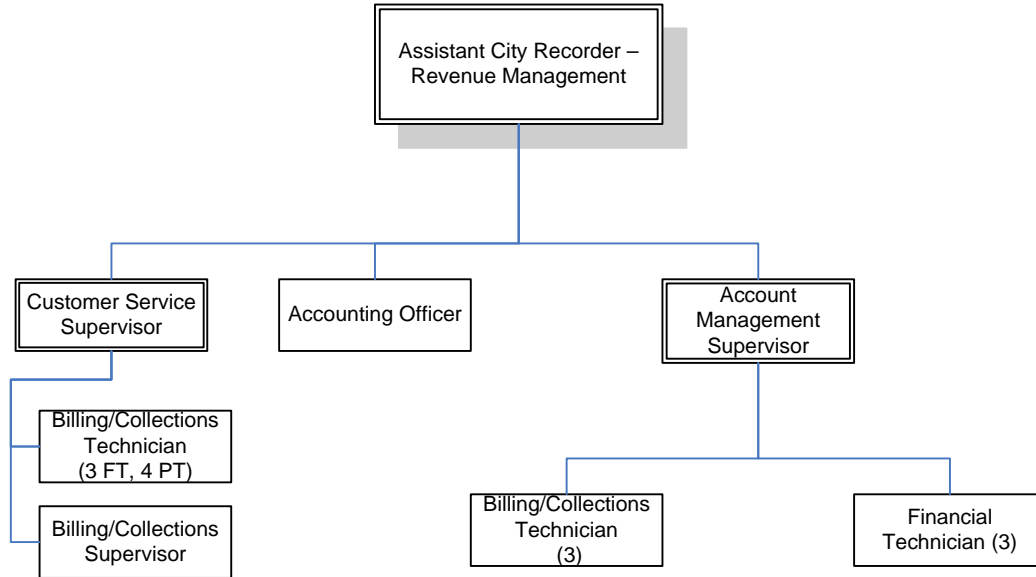 Assistant City Recorder –
Revenue Management
Customer Service
Supervisor
Accounting Officer
Account
Management
Supervisor
Billing/Collections
Technician
(3 FT, 4 PT)
Billing/Collections
Supervisor
Billing/Collections
Technician
(3)
Financial
Technician (3)